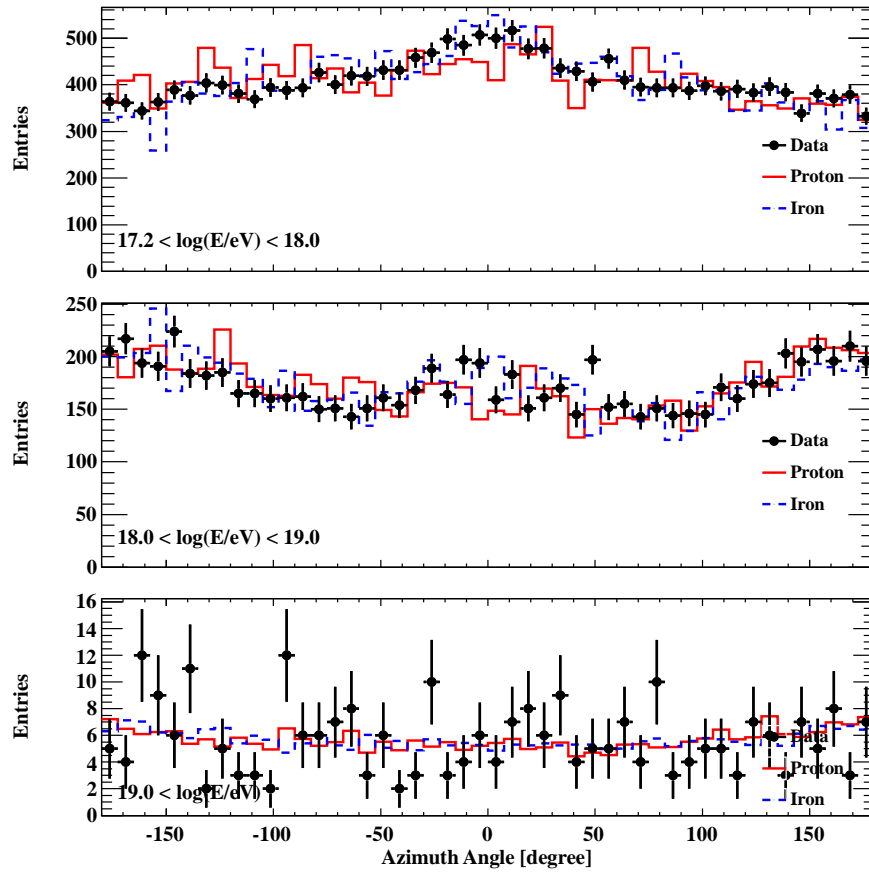 500
400
300
200
100
0
Entries
Data
Proton
Iron
17.2 < log(E/eV) < 18.0
250
200
150
100
50
0
Entries
Data
Proton
Iron
18.0 < log(E/eV) < 19.0
16
14
12
10
8
6
4
2
0
Entries
Data
Proton
Iron
19.0 < log(E/eV)
-150 -100 -50 0 50 100 150
Azimuth Angle [degree]